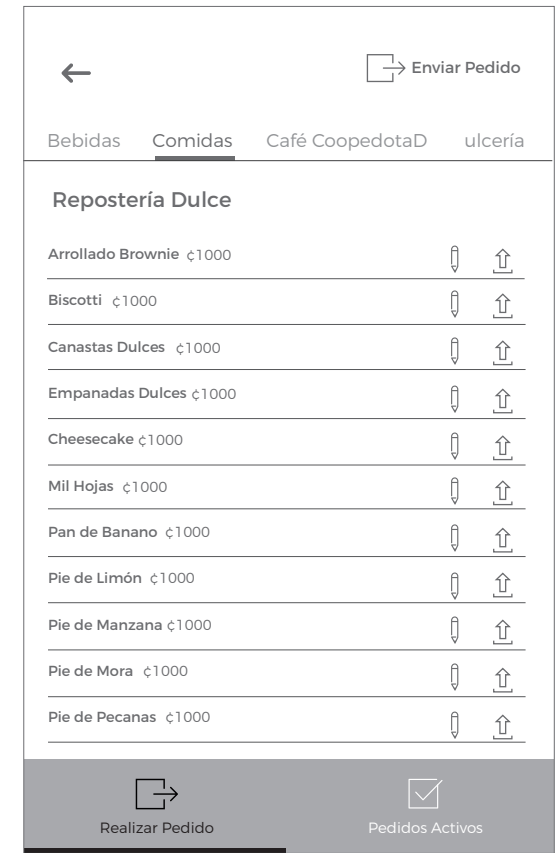 Enviar Pedido
Bebidas Comidas Café CoopedotaD ulcería
Repostería Dulce
Arrollado Brownie ¢1000
Biscotti ¢1000
Canastas Dulces ¢1000
Empanadas Dulces ¢1000
Cheesecake ¢1000
Mil Hojas ¢1000
Pan de Banano ¢1000
Pie de Limón ¢1000
Pie de Manzana ¢1000
Pie de Mora ¢1000
Pie de Pecanas ¢1000
Realizar Pedido Pedidos Activos